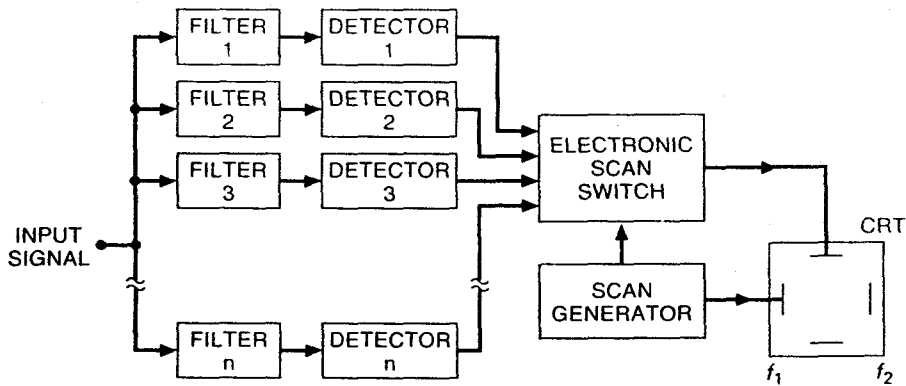 FILTER
1
DETECTOR
1
FILTER
2
DETECTOR
2
FILTER
3
DETECTOR
3
ELECTRONIC
SCAN
SWITCH
INPUT
SIGNAL
CRT
SCAN
GENERATOR
FILTER
n
DETECTOR
n
f1
f2